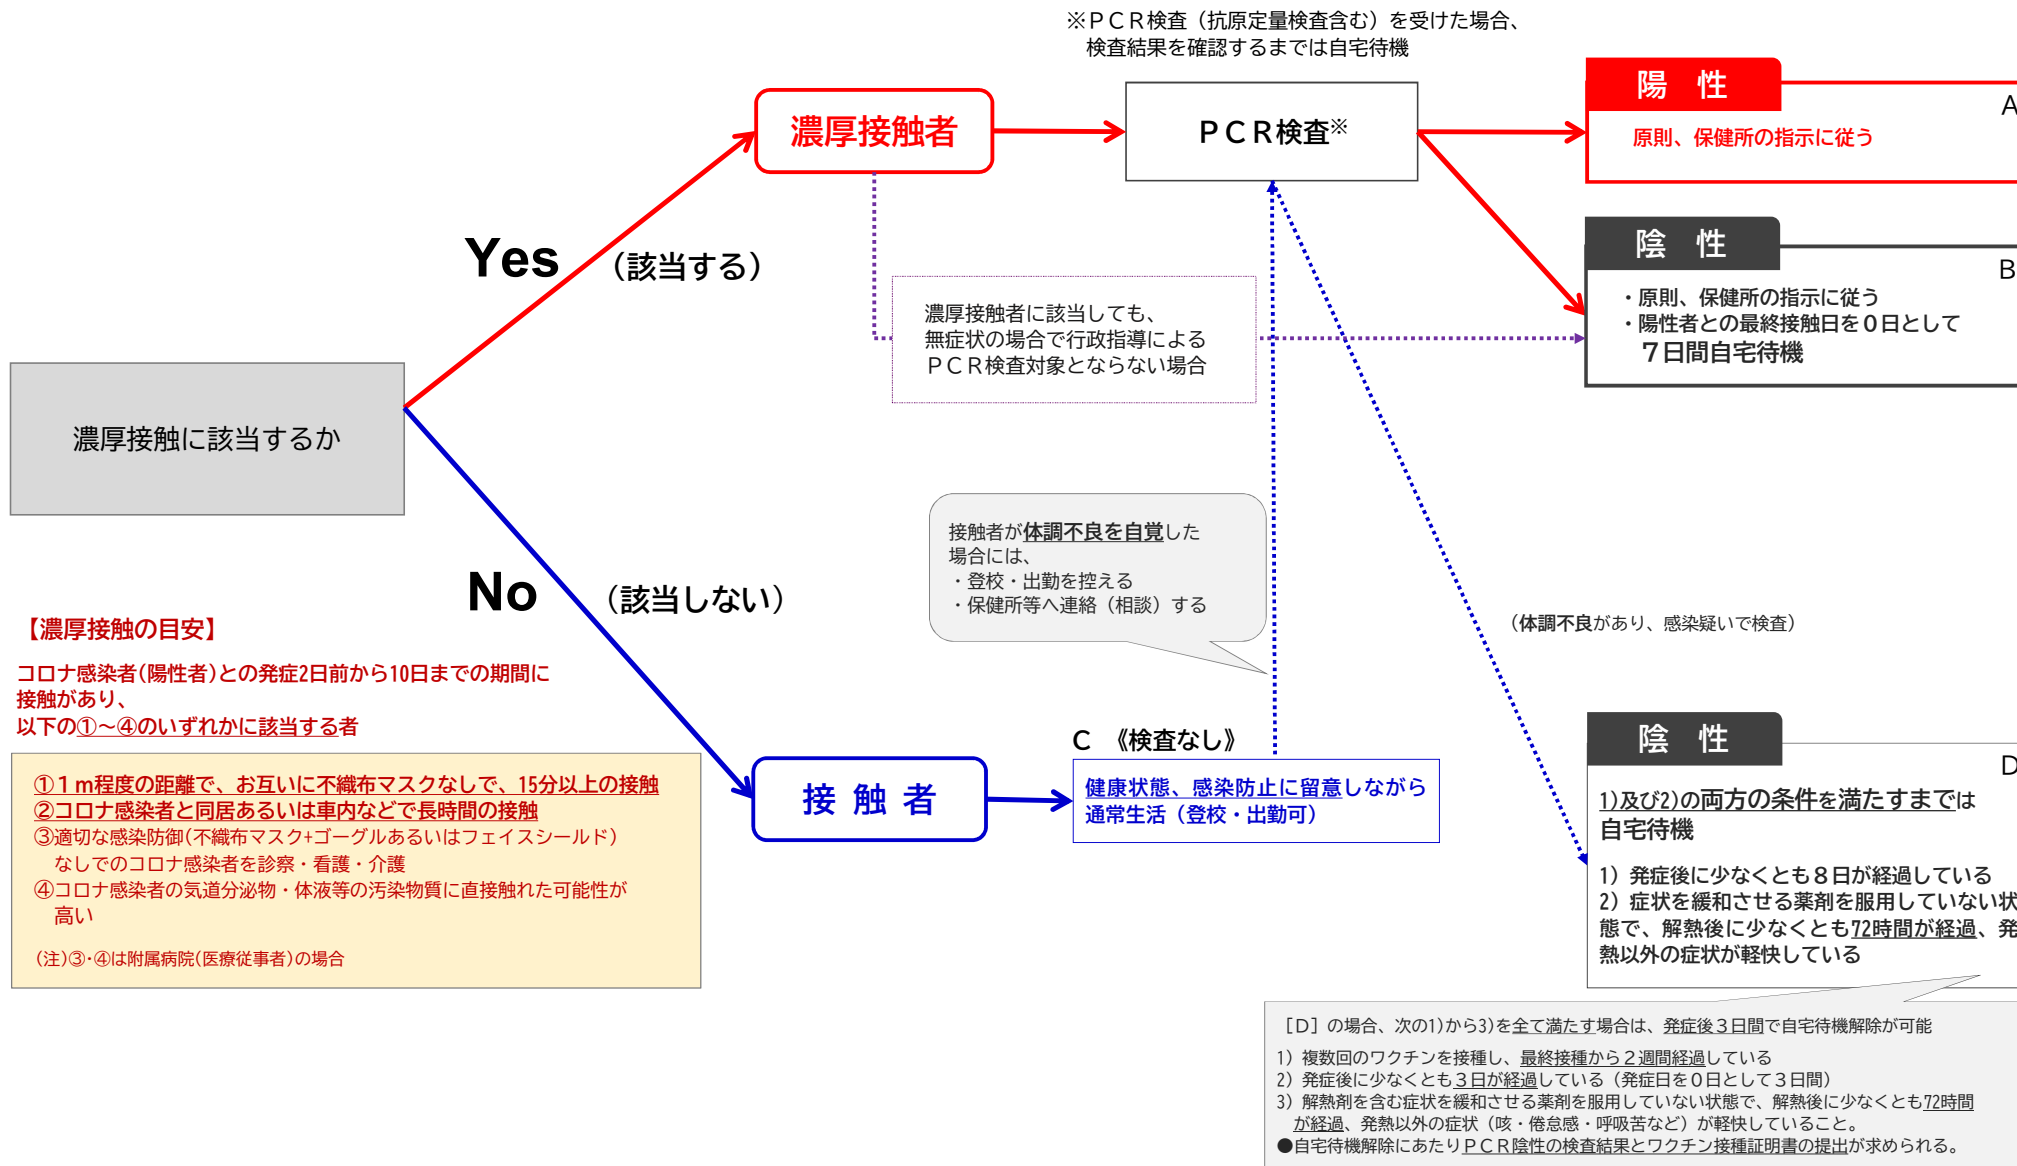 ※ＰＣＲ検査（抗原定量検査含む）を受けた場合、
検査結果を確認するまでは自宅待機
濃厚接触者
ＰＣＲ検査※
陽 性
A
原則、保健所の指示に従う
陰 性
B
・原則、保健所の指示に従う
・陽性者との最終接触日を０日として
７日間自宅待機
Yes （該当する）
濃厚接触者に該当しても、
無症状の場合で行政指導による
ＰＣＲ検査対象とならない場合
濃厚接触に該当するか
No （該当しない）
接触者が体調不良を自覚した
場合には、
・登校・出勤を控える
・保健所等へ連絡（相談）する
（体調不良があり、感染疑いで検査）
【濃厚接触の目安】
コロナ感染者(陽性者)との発症2日前から10日までの期間に
接触があり、
以下の①～④のいずれかに該当する者
①１ｍ程度の距離で、お互いに不織布マスクなしで、15分以上の接触
②コロナ感染者と同居あるいは車内などで長時間の接触
③適切な感染防御(不織布マスク+ゴーグルあるいはフェイスシールド)
なしでのコロナ感染者を診察・看護・介護
④コロナ感染者の気道分泌物・体液等の汚染物質に直接触れた可能性が
高い
(注)③･④は附属病院(医療従事者)の場合
接 触 者
C 《検査なし》
健康状態、感染防止に留意しながら
通常生活（登校・出勤可）
陰 性
D
1)及び2)の両方の条件を満たすまでは
自宅待機
1）発症後に少なくとも８日が経過している
2）症状を緩和させる薬剤を服用していない状
態で、解熱後に少なくとも72時間が経過、発
熱以外の症状が軽快している
［Ｄ］の場合、次の1)から3)を全て満たす場合は、発症後３日間で自宅待機解除が可能
1）複数回のワクチンを接種し、最終接種から２週間経過している
2）発症後に少なくとも３日が経過している（発症日を０日として３日間）
3）解熱剤を含む症状を緩和させる薬剤を服用していない状態で、解熱後に少なくとも72時間
が経過、発熱以外の症状（咳・倦怠感・呼吸苦など）が軽快していること。
●自宅待機解除にあたりＰＣＲ陰性の検査結果とワクチン接種証明書の提出が求められる。